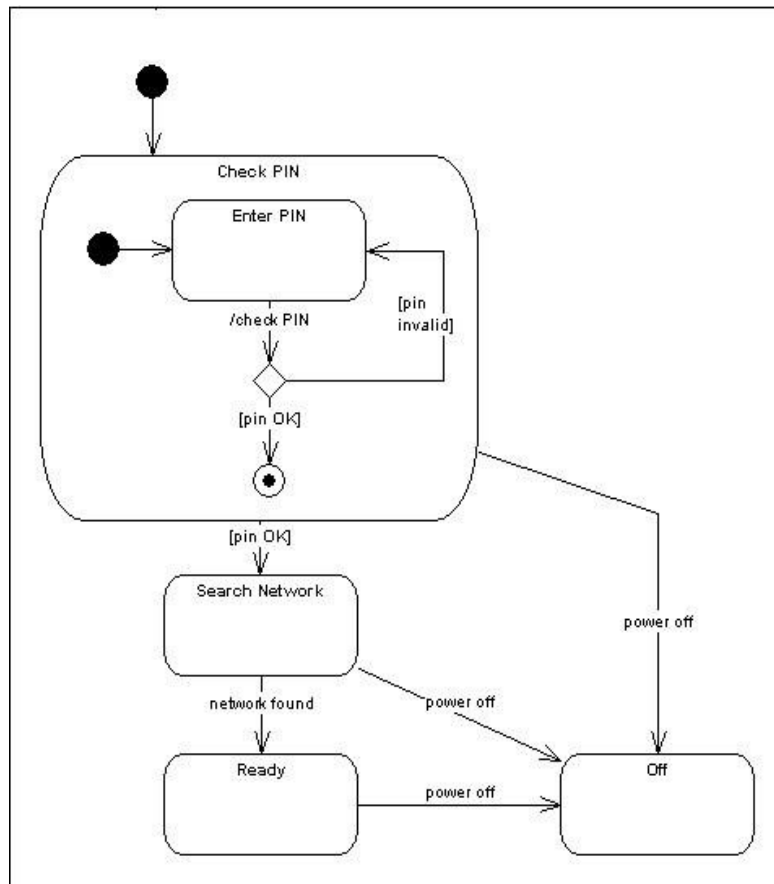 Check PIN
Enter PIN
/check PIN
[pin
invalid]
[pin OK]
[pin OK]
Search Network
power off
network found
power off
Ready
Off
power off